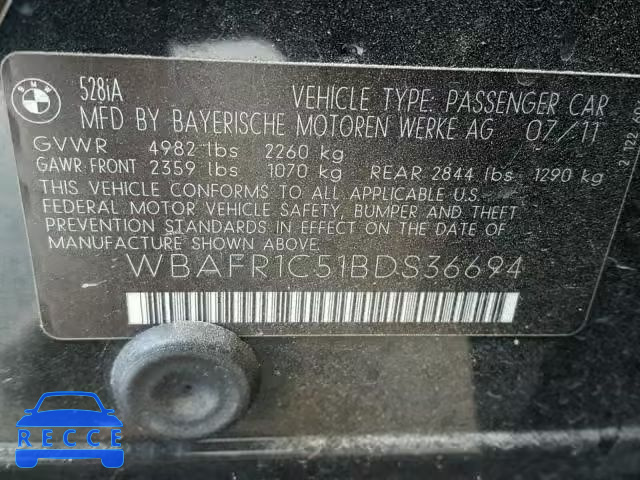 BMW
528iA
VEHICLE TYPE: PASSENGER CAR
MFD BY BAYERISCHE MOTOREN WERKE AG 07/11
GVWR 4982 lbs 2260 kg
GAWR FRONT 2359 lbs 1070 kg REAR 2844 lbs 1290 kg
THIS VEHICLE CONFORMS TO ALL APPLICABLE U.S.
FEDERAL MOTOR VEHICLE SAFETY, BUMPER AND THEFT
PREVENTION STANDARDS IN EFFECT ON THE DATE OF
MANUFACTURE SHOWN ABOVE.
WBAFR1C51BDS36694
RECCE